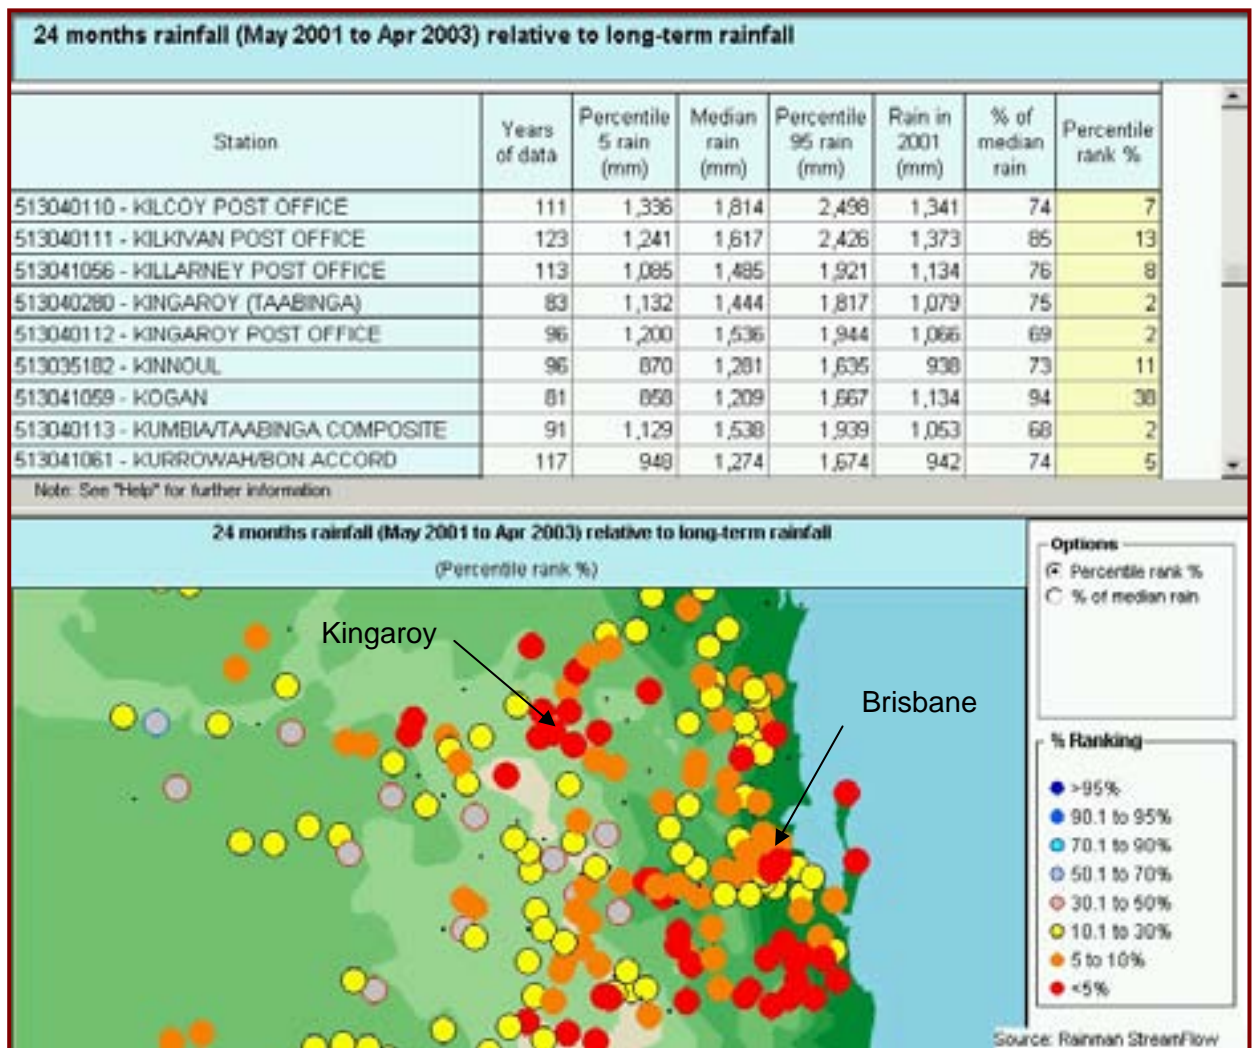 24 months rainfall (May 2001 to Apr 2003) relative to long-term rainfall
Station Years of data Percentile 5 rain (mm) Median rain (mm) Percentile 95 rain (mm) Rain in 2001 (mm) % of median rain Percentile rank %
513040110 - KILCOY POST OFFICE 111 1,336 1,814 2,498 1,341 74 7
513040111 - KILKIVAN POST OFFICE 123 1,241 1,617 2,426 1,373 85 13
513041056 - KILLARNEY POST OFFICE 113 1,085 1,485 1,921 1,134 76 8
513040280 - KINGAROY (TAABINGA) 83 1,132 1,444 1,817 1,079 75 2
513040112 - KINGAROY POST OFFICE 96 1,200 1,536 1,944 1,066 69 2
513035182 - KINNOUL 96 870 1,281 1,635 938 73 11
513041059 - KOGAN 81 858 1,209 1,667 1,134 94 38
513040113 - KUMBIA/TAABINGA COMPOSITE 91 1,129 1,538 1,939 1,053 68 2
513041061 - KURROWAH/BON ACCORD 117 948 1,274 1,674 942 74 5
Note: See "Help" for further information
24 months rainfall (May 2001 to Apr 2003) relative to long-term rainfall
(Percentile rank %)
Kingaroy
Brisbane
Options
Percentile rank %
% of median rain
% Ranking
>95%
90.1 to 95%
70.1 to 90%
50.1 to 70%
30.1 to 50%
10.1 to 30%
5 to 10%
<5%
Source: Rainman StreamFlow